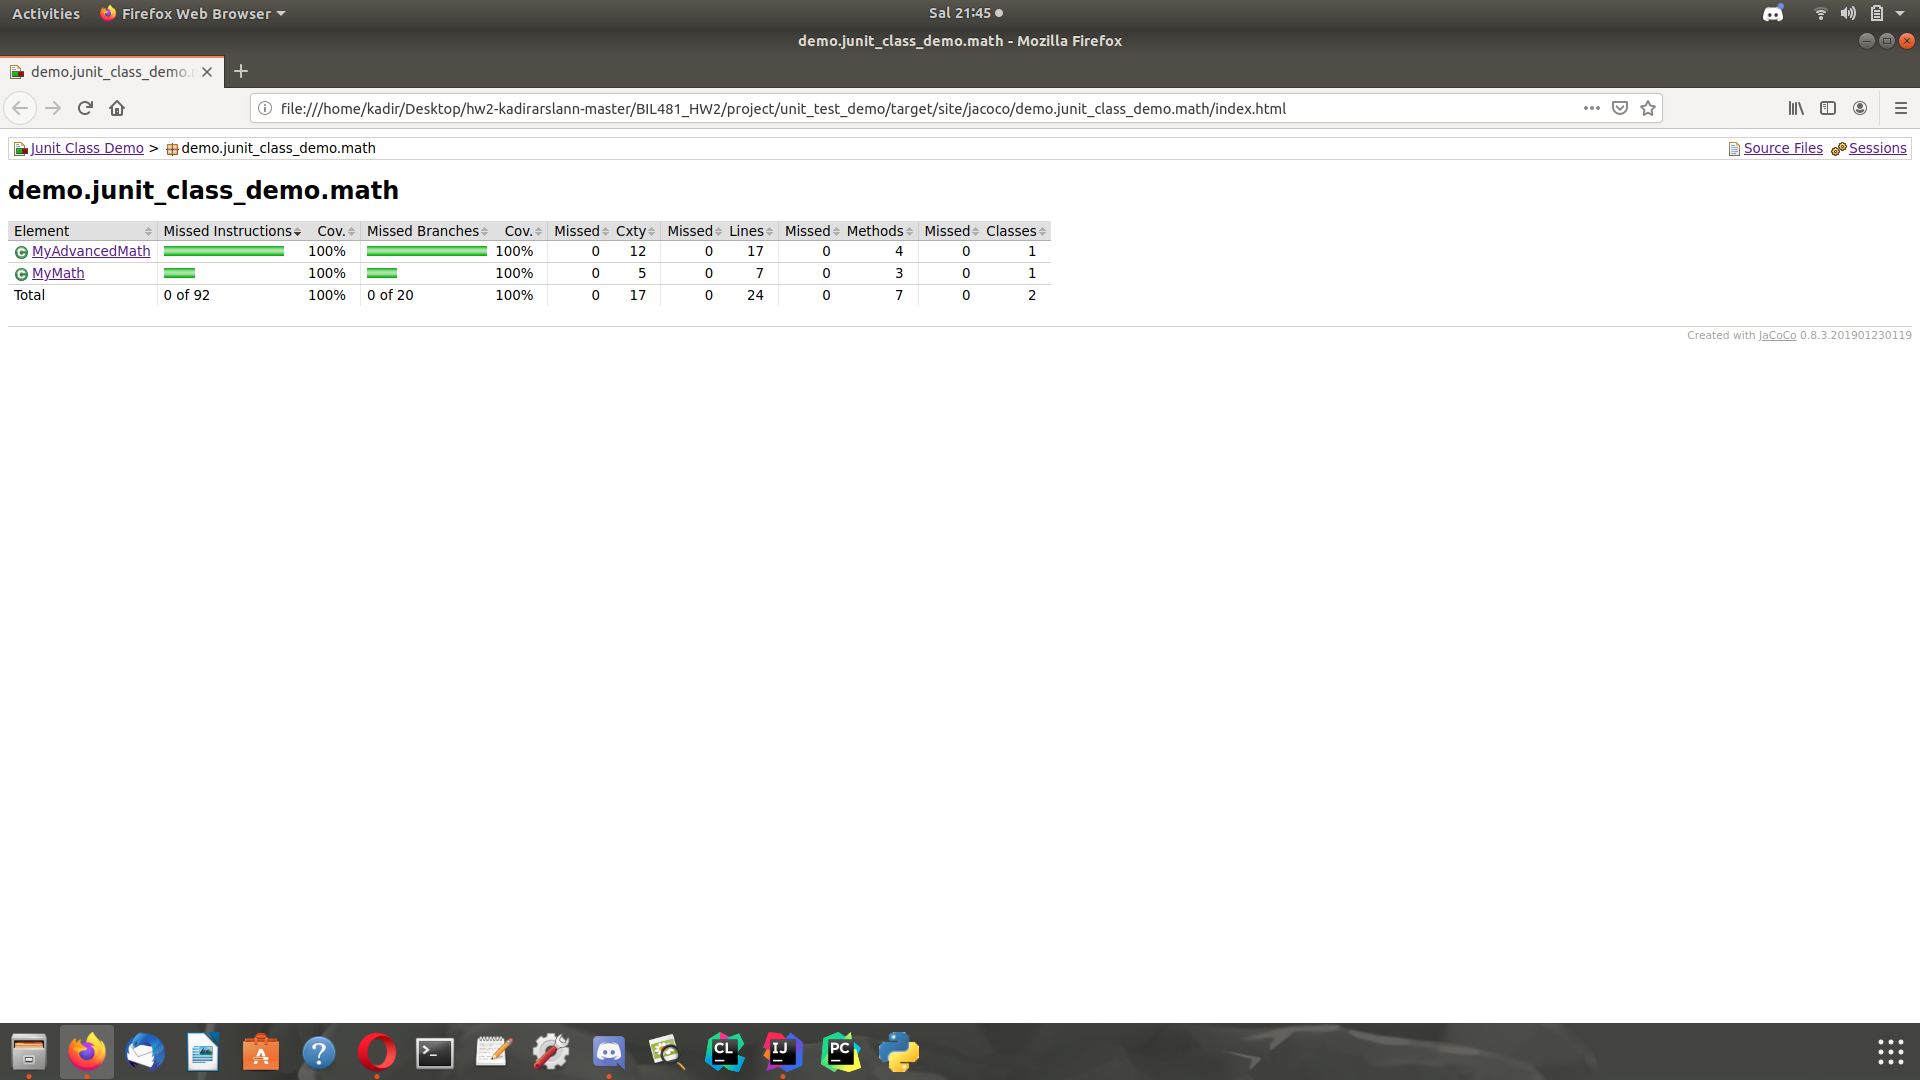 Activities Firefox Web Browser Sal 21:45
demo.junit_class_demo.math - Mozilla Firefox
demo.junit_class_demo.
file:///home/kadir/Desktop/hw2-kadirarslann-master/BIL481_HW2/project/unit_test_demo/target/site/jacoco/demo.junit_class_demo.math/index.html
Junit Class Demo > demo.junit_class_demo.math Source Files Sessions
demo.junit_class_demo.math
Element Missed Instructions Cov. Missed Branches Cov. Missed Cxty Missed Lines Missed Methods Missed Classes
MyAdvancedMath 100% 100% 0 12 0 17 0 4 0 1
MyMath 100% 100% 0 5 0 7 0 3 0 1
Total 0 of 92 100% 0 of 20 100% 0 17 0 24 0 7 0 2
Created with JaCoCo 0.8.3.201901230119
CL IJ PC